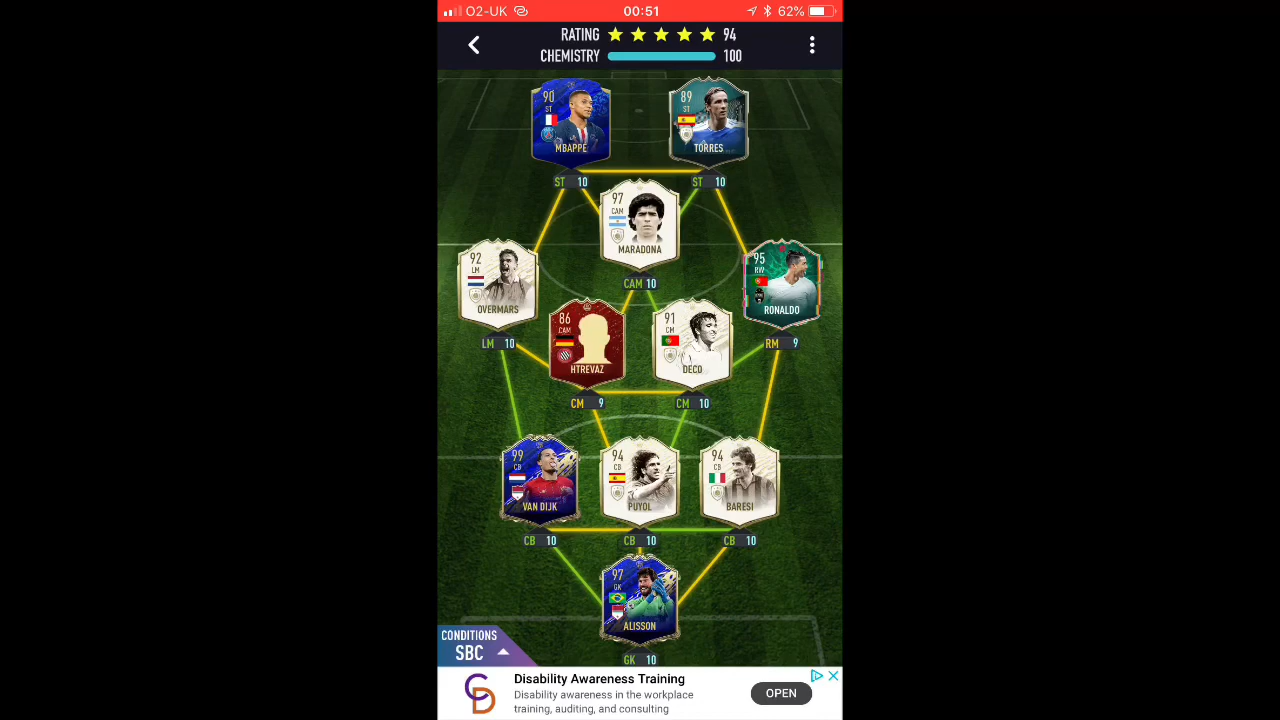 O2-UK 00:51 62%
RATING 94
CHEMISTRY 100
90 ST MBAPPE
89 ST TORRES
ST 10 ST 10
97 CAM MARADONA
CAM 10
92 LM OVERMARS
95 RW RONALDO
LM 10 RM 9
86 CAM HTREVAZ
91 CM DECO
CM 9 CM 10
99 CB VAN DIJK
94 CB PUYOL
94 CB BARESI
CB 10 CB 10 CB 10
97 GK ALISSON
GK 10
CONDITIONS
SBC
Disability Awareness Training
Disability awareness in the workplace
training, auditing, and consulting
OPEN